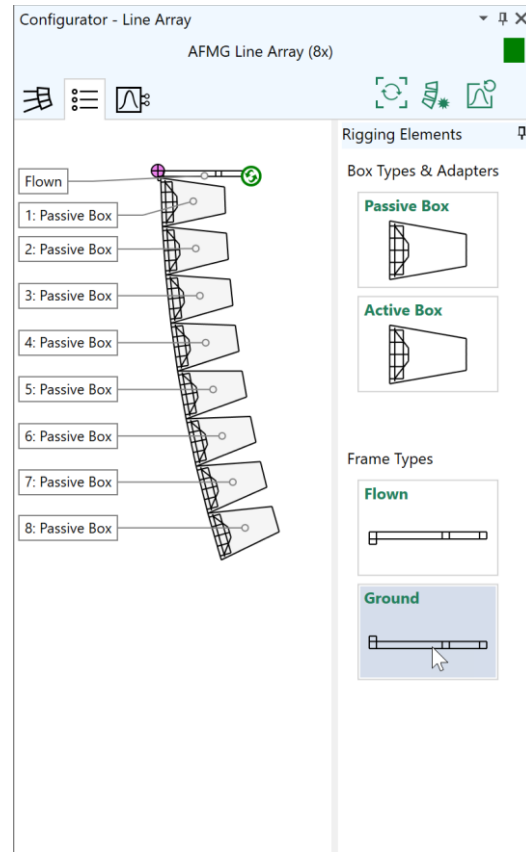 Configurator - Line Array
AFMG Line Array (8x)
Rigging Elements
Box Types & Adapters
Passive Box
Active Box
Frame Types
Flown
Ground
Flown
1: Passive Box
2: Passive Box
3: Passive Box
4: Passive Box
5: Passive Box
6: Passive Box
7: Passive Box
8: Passive Box